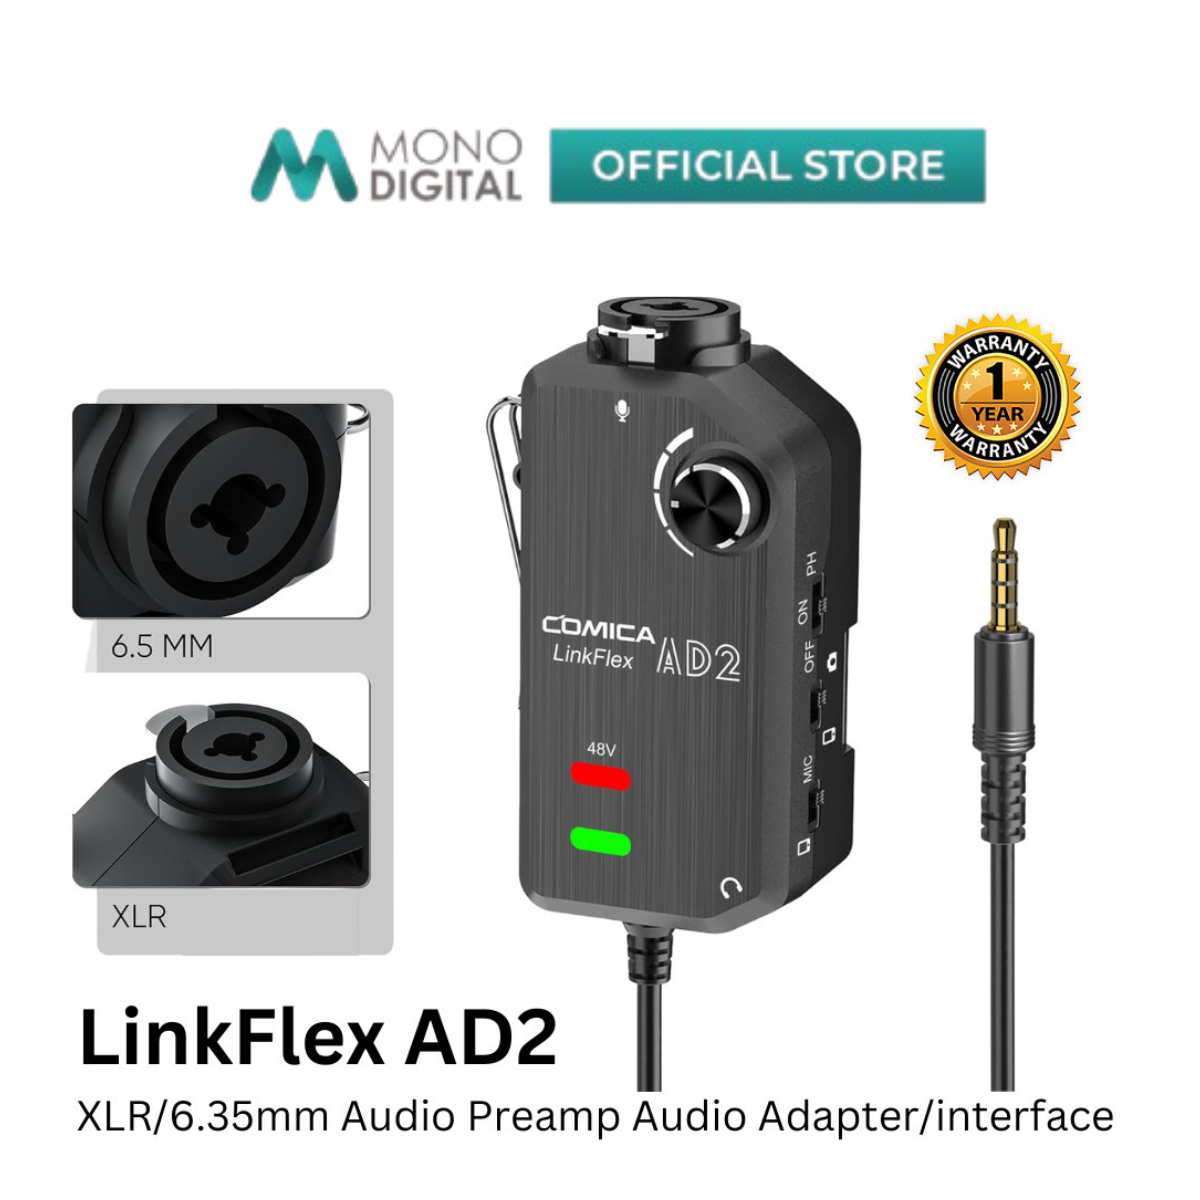 MONO
DIGITAL
OFFICIAL STORE
WARRANTY
1
YEAR
WARRANTY
6.5 MM
XLR
COMICA
LinkFlex AD2
48V
PH
ON
OFF
MIC
LinkFlex AD2
XLR/6.35mm Audio Preamp Audio Adapter/interface